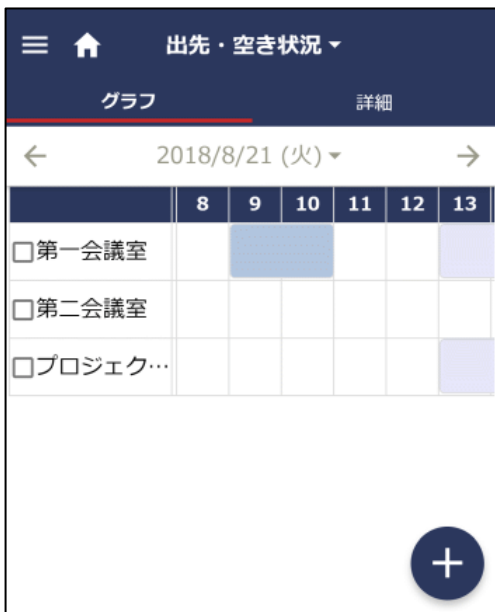 出先・空き状況
グラフ 詳細
2018/8/21 (火)
8 9 10 11 12 13
第一会議室
第二会議室
プロジェク…